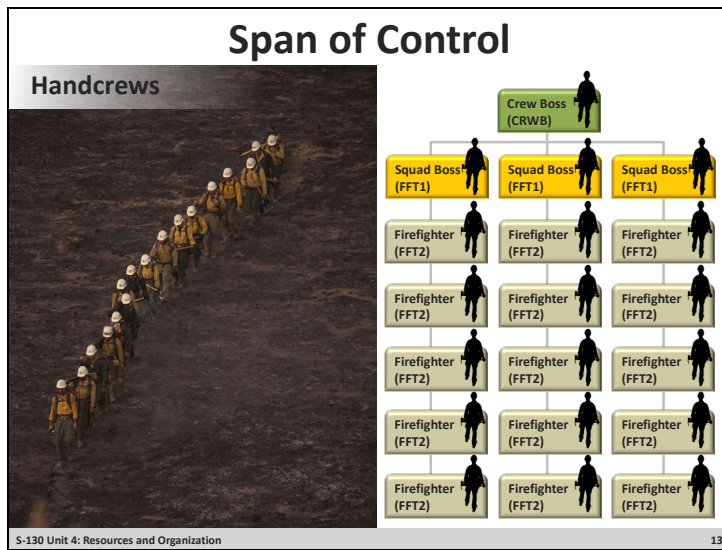 Span of Control
Handcrews
Crew Boss
(CRWB)
Squad Boss
(FFT1)
Squad Boss
(FFT1)
Squad Boss
(FFT1)
Firefighter
(FFT2)
Firefighter
(FFT2)
Firefighter
(FFT2)
Firefighter
(FFT2)
Firefighter
(FFT2)
Firefighter
(FFT2)
Firefighter
(FFT2)
Firefighter
(FFT2)
Firefighter
(FFT2)
Firefighter
(FFT2)
Firefighter
(FFT2)
Firefighter
(FFT2)
Firefighter
(FFT2)
Firefighter
(FFT2)
Firefighter
(FFT2)
S-130 Unit 4: Resources and Organization
13